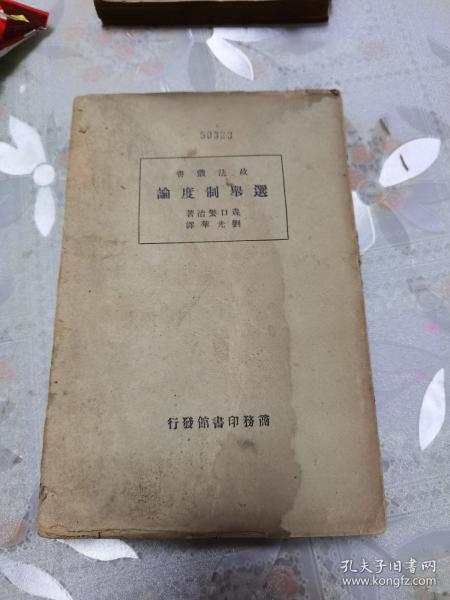 50323
政法叢書
選舉制度論
森口繁治著
劉光華譯
商務印書館發行
孔夫子旧书网
www.kongfz.com